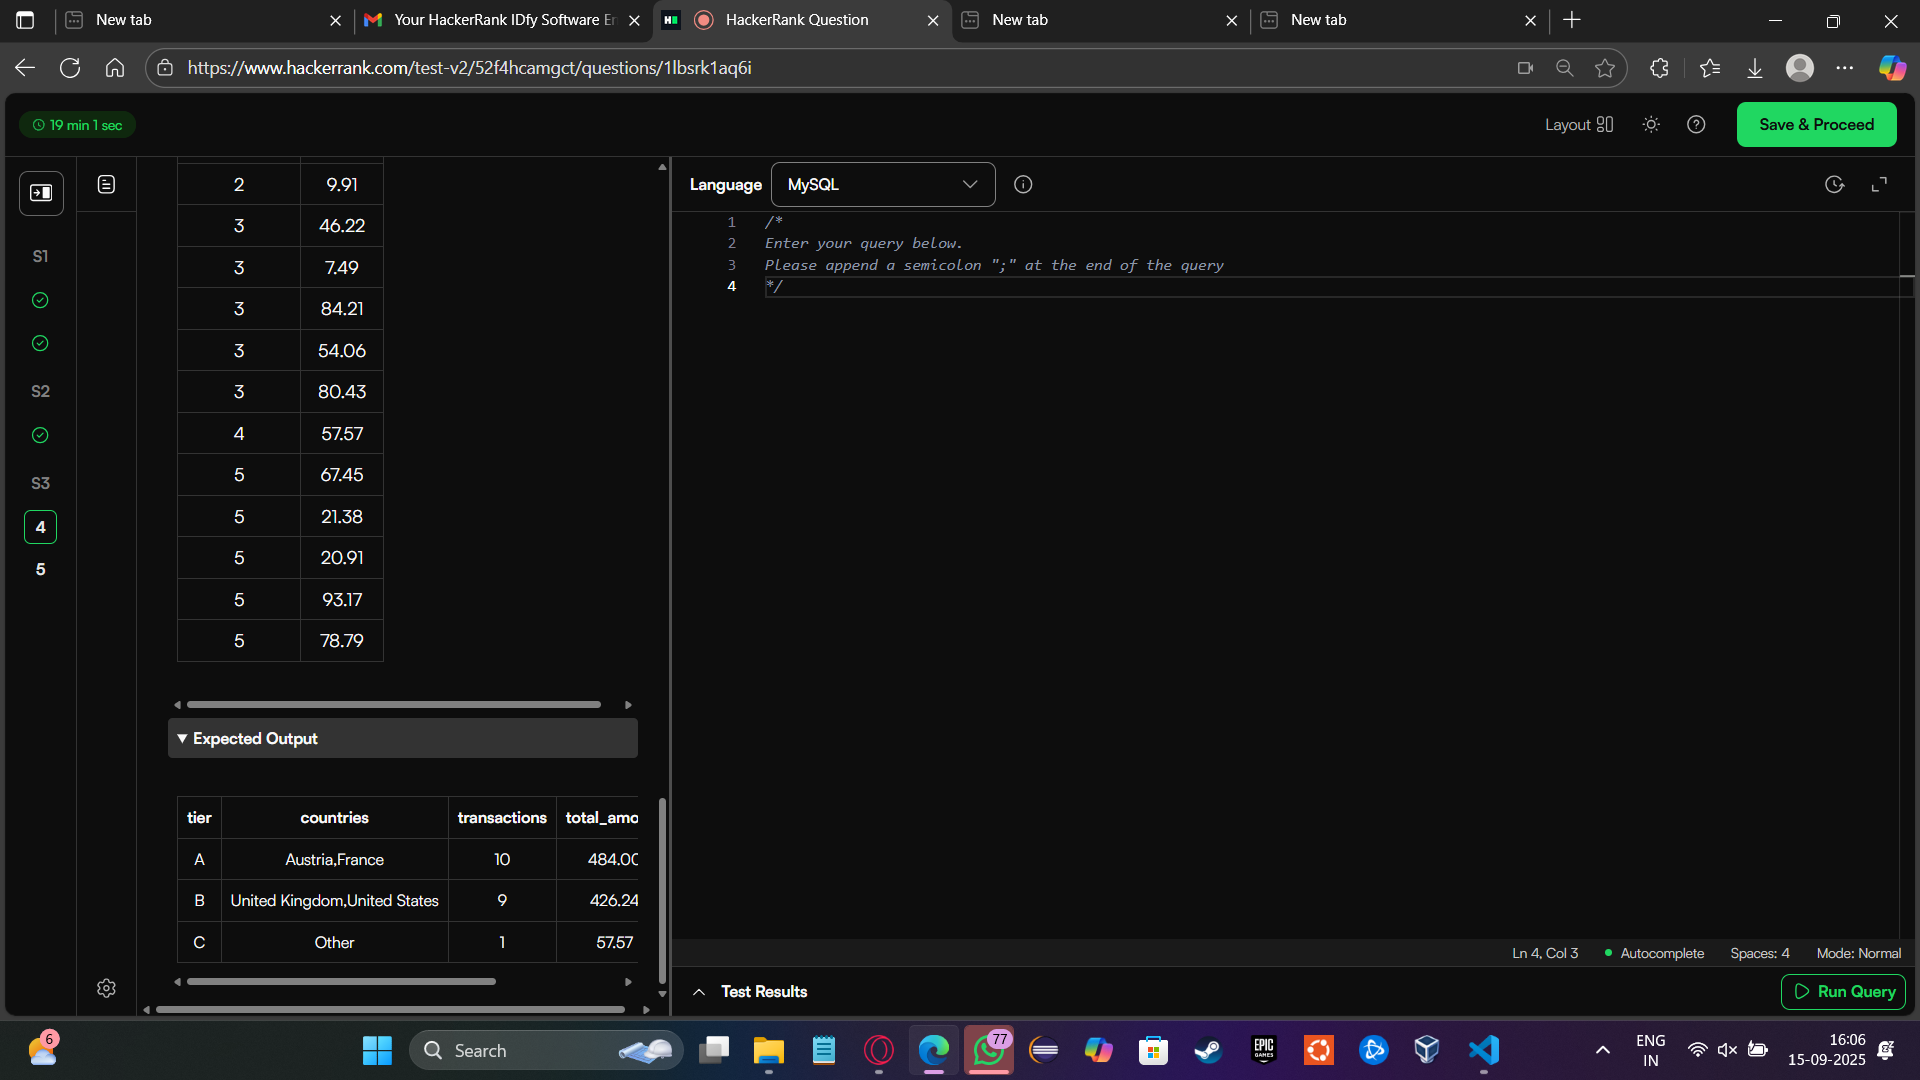 New tab
Your HackerRank IDfy Software En
HackerRank Question
New tab
New tab
https://www.hackerrank.com/test-v2/52f4hcamgct/questions/1lbsrk1aq6i
19 min 1 sec
Layout
Save & Proceed
S1
S2
S3
4
5
2 9.91
3 46.22
3 7.49
3 84.21
3 54.06
3 80.43
4 57.57
5 67.45
5 21.38
5 20.91
5 93.17
5 78.79
Expected Output
tier countries transactions total_amo
A Austria,France 10 484.00
B United Kingdom,United States 9 426.24
C Other 1 57.57
Language MySQL
1 /*
2 Enter your query below.
3 Please append a semicolon ";" at the end of the query
4 */
Ln 4, Col 3 Autocomplete Spaces: 4 Mode: Normal
Test Results
Run Query
6
Search
77
EPIC GAMES
ENG
IN
16:06
15-09-2025